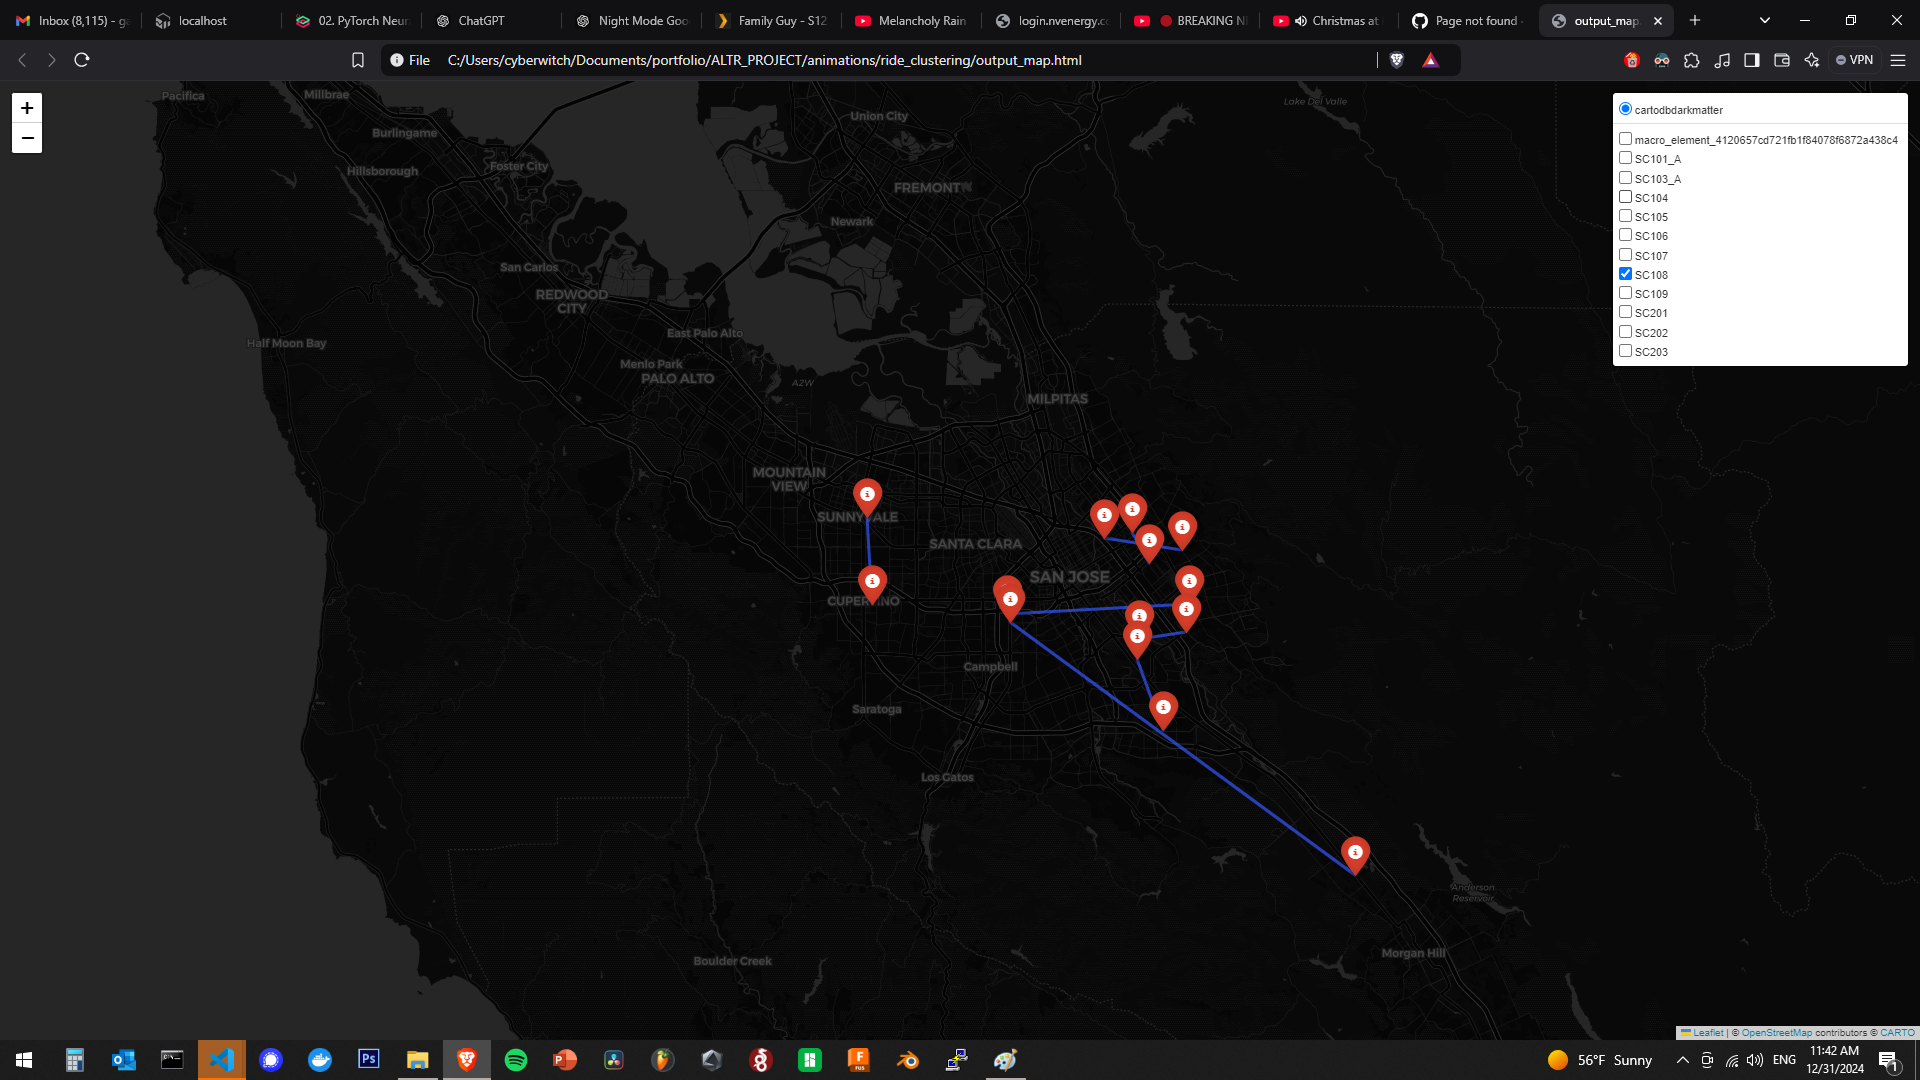 Inbox (8,115) - ga
localhost
02. PyTorch Neur
ChatGPT
Night Mode Goo
Family Guy - S12
Melancholy Rain
login.nvenergy.co
BREAKING N
Christmas at
Page not found ·
output_map.
File
C:/Users/cyberwitch/Documents/portfolio/ALTR_PROJECT/animations/ride_clustering/output_map.html
VPN
+
−
cartodbdarkmatter
macro_element_4120657cd721fb1f84078f6872a438c4
SC101_A
SC103_A
SC104
SC105
SC106
SC107
SC108
SC109
SC201
SC202
SC203
Pacifica
Millbrae
Burlingame
Hillsborough
Foster City
Union City
Lake Del Valle
FREMONT
Newark
San Carlos
REDWOOD
CITY
East Palo Alto
Half Moon Bay
Menlo Park
PALO ALTO
A2W
MILPITAS
MOUNTAIN
VIEW
SUNNYVALE
SANTA CLARA
SAN JOSE
CUPERTINO
Campbell
Saratoga
Los Gatos
Anderson
Reservoir
Morgan Hill
Boulder Creek
Leaflet | © OpenStreetMap contributors © CARTO
Ps
56°F Sunny
ENG
11:42 AM
12/31/2024
1